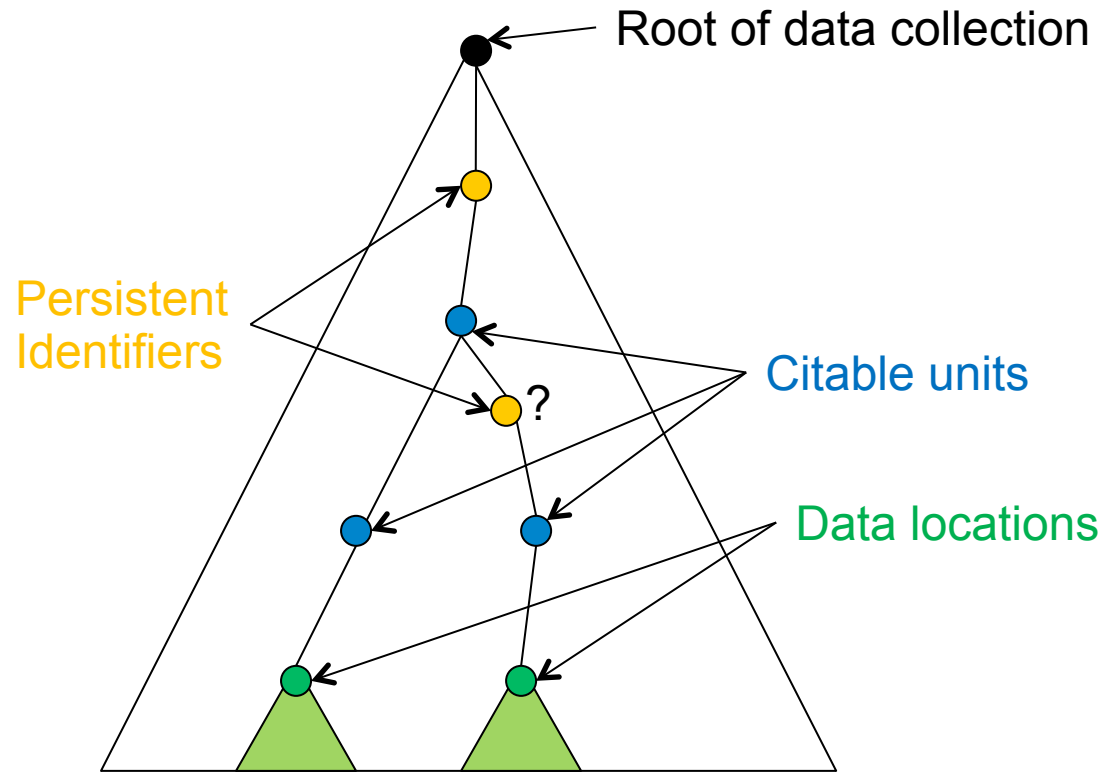 Root of data collection
Persistent
Identifiers
?
Citable units
Data locations